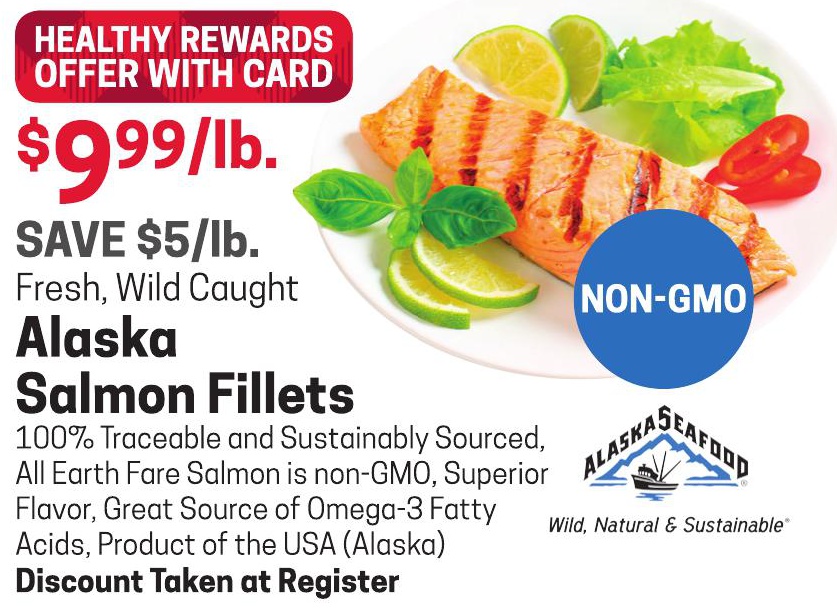 HEALTHY REWARDS
OFFER WITH CARD
$9.99/lb.
SAVE $5/lb.
Fresh, Wild Caught
Alaska
Salmon Fillets
100% Traceable and Sustainably Sourced,
All Earth Fare Salmon is non-GMO, Superior
Flavor, Great Source of Omega-3 Fatty
Acids, Product of the USA (Alaska)
Discount Taken at Register
NON-GMO
ALASKA SEAFOOD®
Wild, Natural & Sustainable®